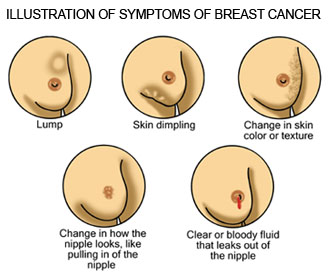 ILLUSTRATION OF SYMPTOMS OF BREAST CANCER
Lump
Skin dimpling
Change in skin
color or texture
Change in how the
nipple looks, like
pulling in of the
nipple
Clear or bloody fluid
that leaks out of
the nipple